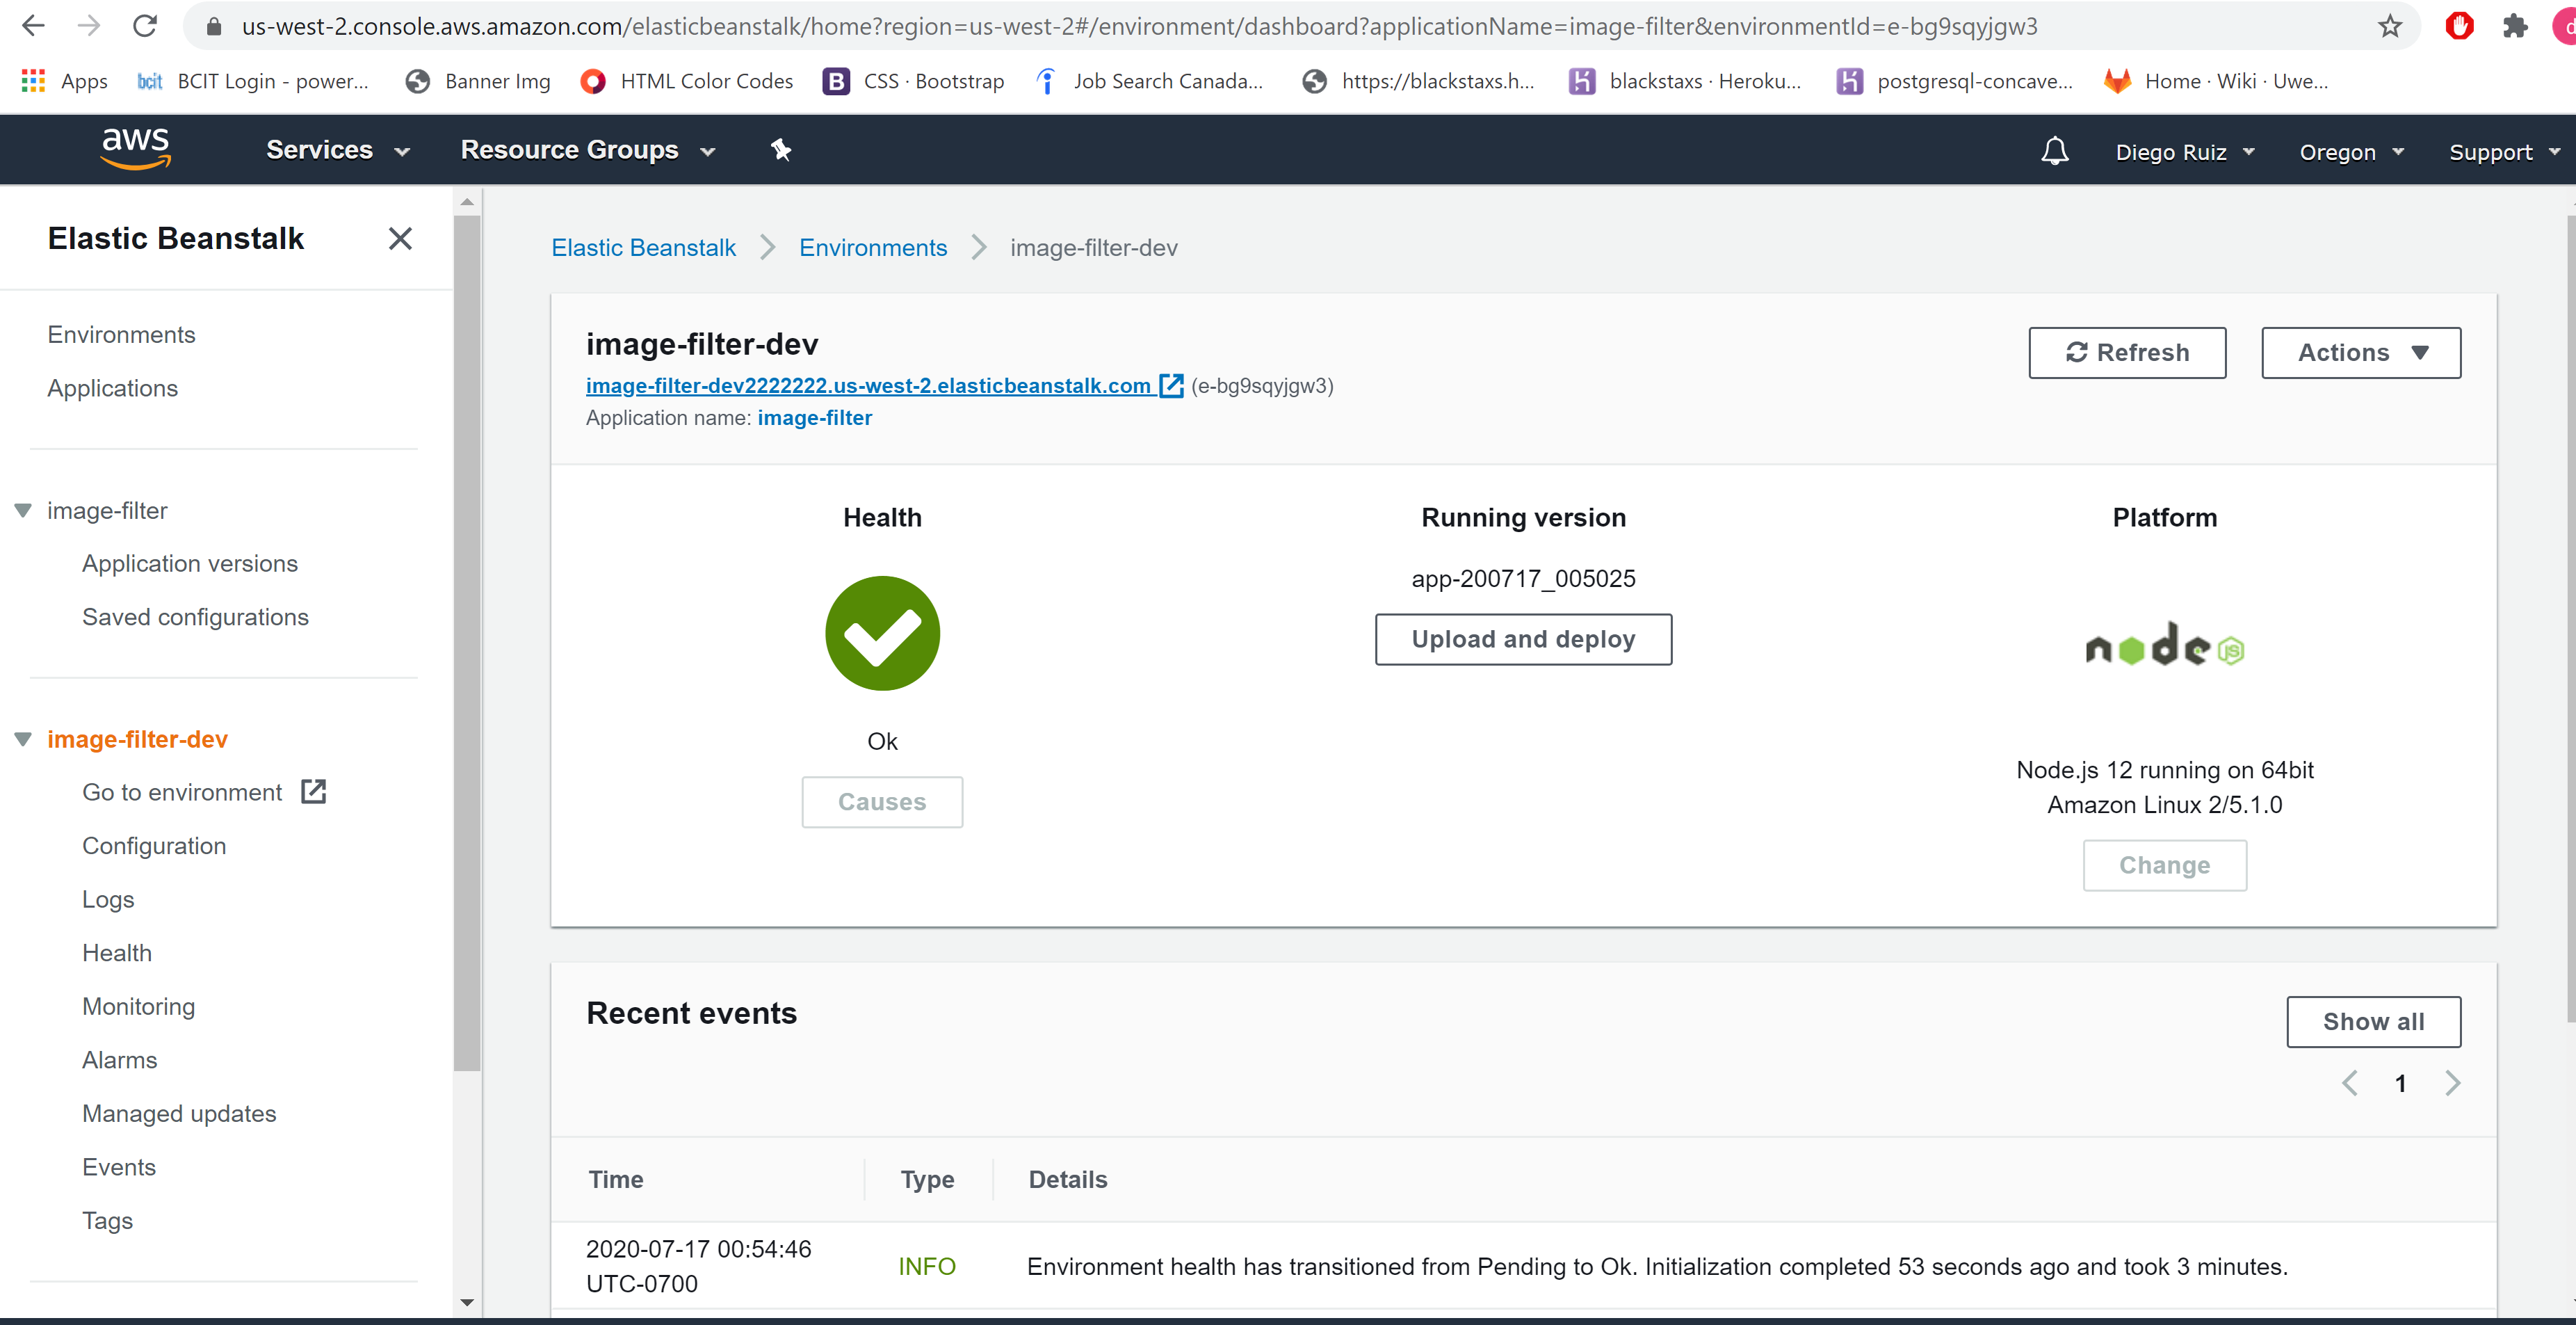 us-west-2.console.aws.amazon.com/elasticbeanstalk/home?region=us-west-2#/environment/dashboard?applicationName=image-filter&environmentId=e-bg9sqyjgw3
d
Apps
bcit BCIT Login - power...
Banner Img
HTML Color Codes
B CSS · Bootstrap
Job Search Canada...
https://blackstaxs.h...
blackstaxs · Heroku...
postgresql-concave...
Home · Wiki · Uwe...
aws
Services
Resource Groups
Diego Ruiz
Oregon
Support
Elastic Beanstalk
Environments
Applications
image-filter
Application versions
Saved configurations
image-filter-dev
Go to environment
Configuration
Logs
Health
Monitoring
Alarms
Managed updates
Events
Tags
Elastic Beanstalk > Environments > image-filter-dev
image-filter-dev
image-filter-dev2222222.us-west-2.elasticbeanstalk.com (e-bg9sqyjgw3)
Application name: image-filter
Refresh
Actions
Health
Ok
Causes
Running version
app-200717_005025
Upload and deploy
Platform
node JS
Node.js 12 running on 64bit
Amazon Linux 2/5.1.0
Change
Recent events
Show all
1
Time Type Details
2020-07-17 00:54:46
UTC-0700
INFO
Environment health has transitioned from Pending to Ok. Initialization completed 53 seconds ago and took 3 minutes.